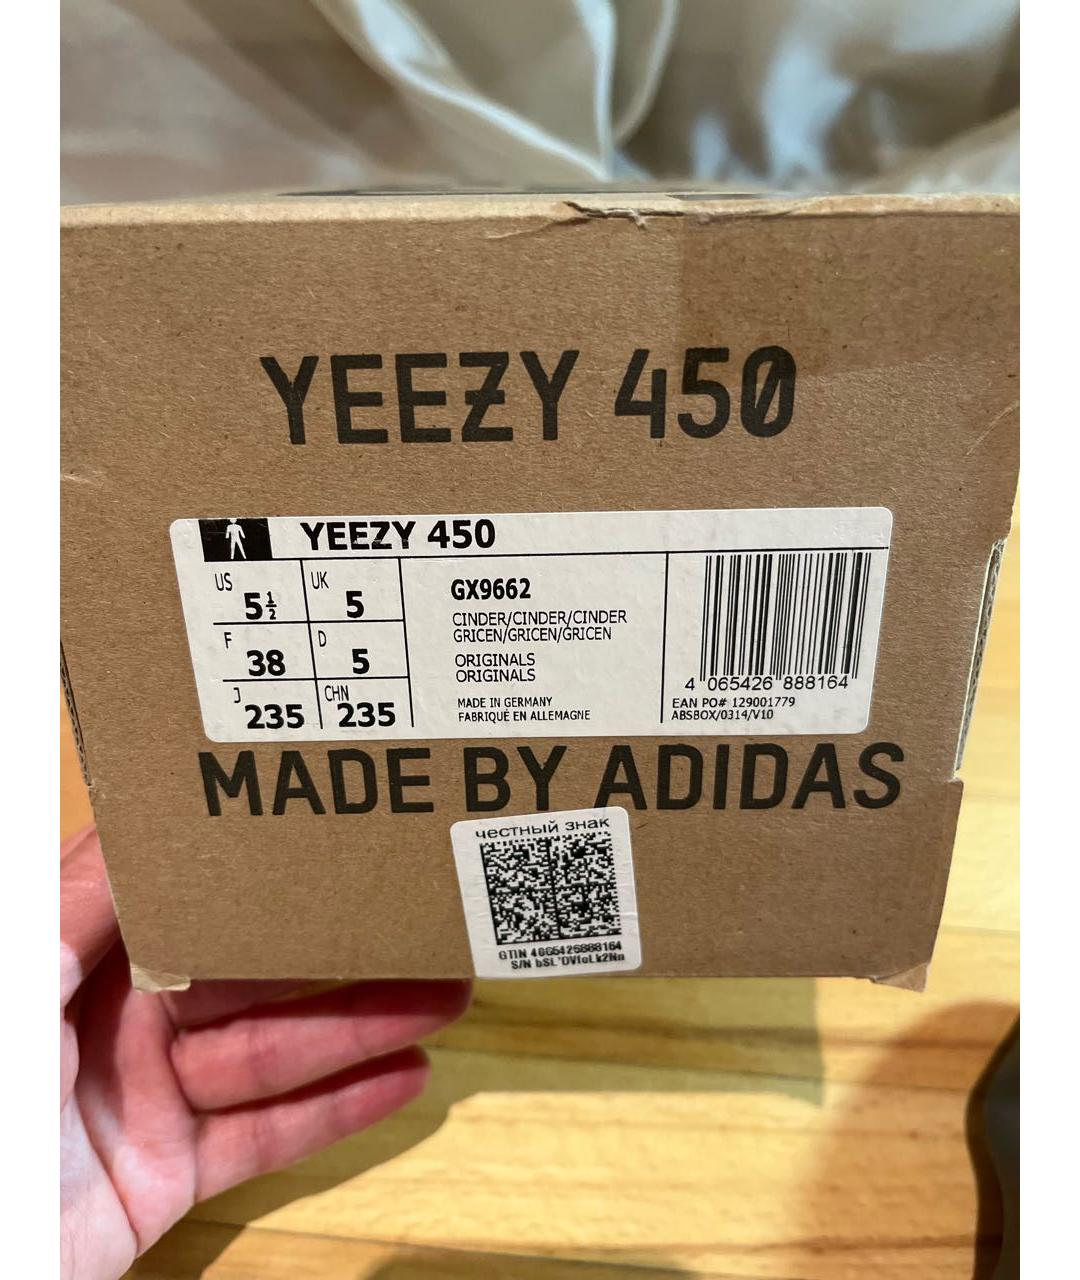 YEEZY 450
YEEZY 450
US 5½ UK 5
F 38 D 5
J 235 CHN 235
GX9662
CINDER/CINDER/CINDER
GRICEN/GRICEN/GRICEN
ORIGINALS
ORIGINALS
MADE IN GERMANY
FABRIQUÉ EN ALLEMAGNE
4 065426 888164
EAN PO# 129001779
ABSBOX/0314/V10
MADE BY ADIDAS
честный знак
GTIN 4065426888164
S/N